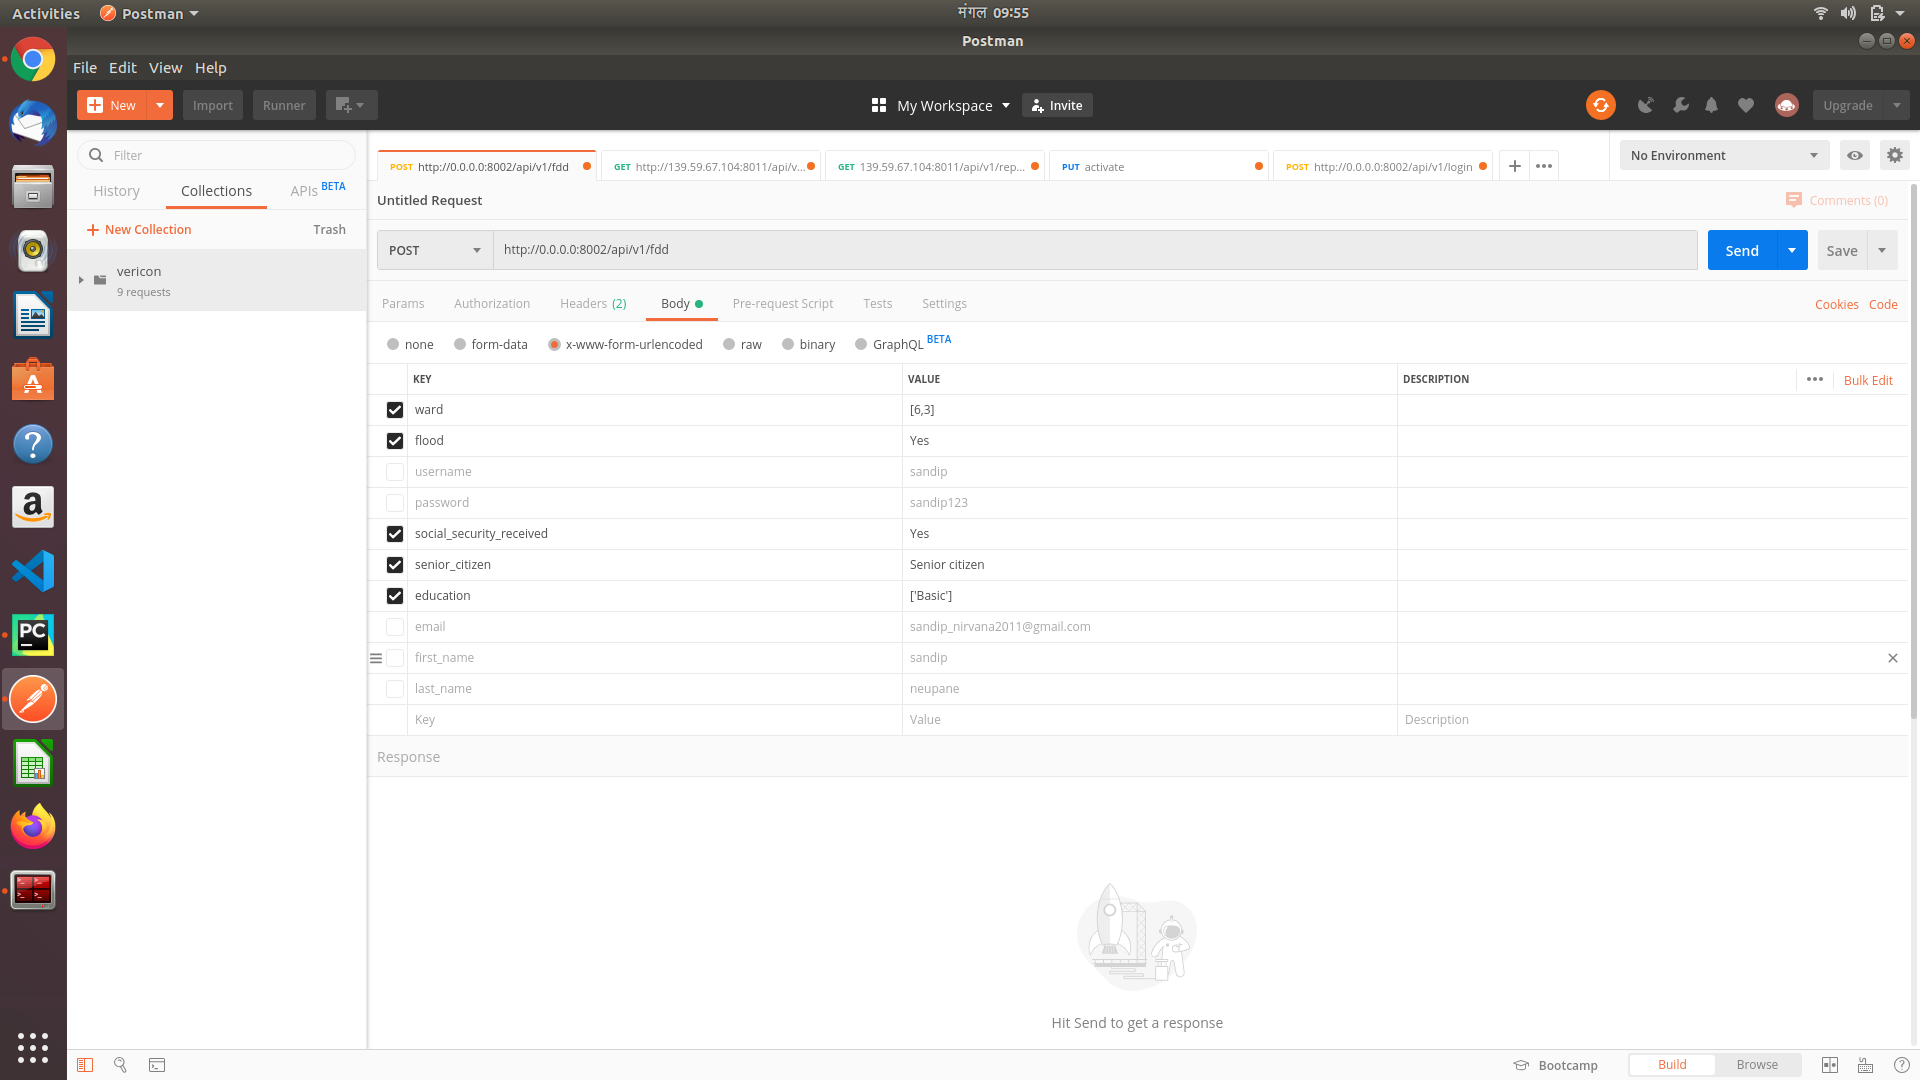 Activities Postman मंगल 09:55
Postman
File Edit View Help
New Import Runner My Workspace Invite Upgrade
Filter
History Collections APIs BETA
New Collection Trash
vericon
9 requests
POST http://0.0.0.0:8002/api/v1/fdd GET http://139.59.67.104:8011/api/v... GET 139.59.67.104:8011/api/v1/rep... PUT activate POST http://0.0.0.0:8002/api/v1/login No Environment
Untitled Request Comments (0)
POST http://0.0.0.0:8002/api/v1/fdd Send Save
Params Authorization Headers (2) Body Pre-request Script Tests Settings Cookies Code
none form-data x-www-form-urlencoded raw binary GraphQL BETA
KEY VALUE DESCRIPTION ••• Bulk Edit
ward [6,3]
flood Yes
username sandip
password sandip123
social_security_received Yes
senior_citizen Senior citizen
education ['Basic']
email sandip_nirvana2011@gmail.com
first_name sandip
last_name neupane
Key Value Description
Response
Hit Send to get a response
Bootcamp Build Browse